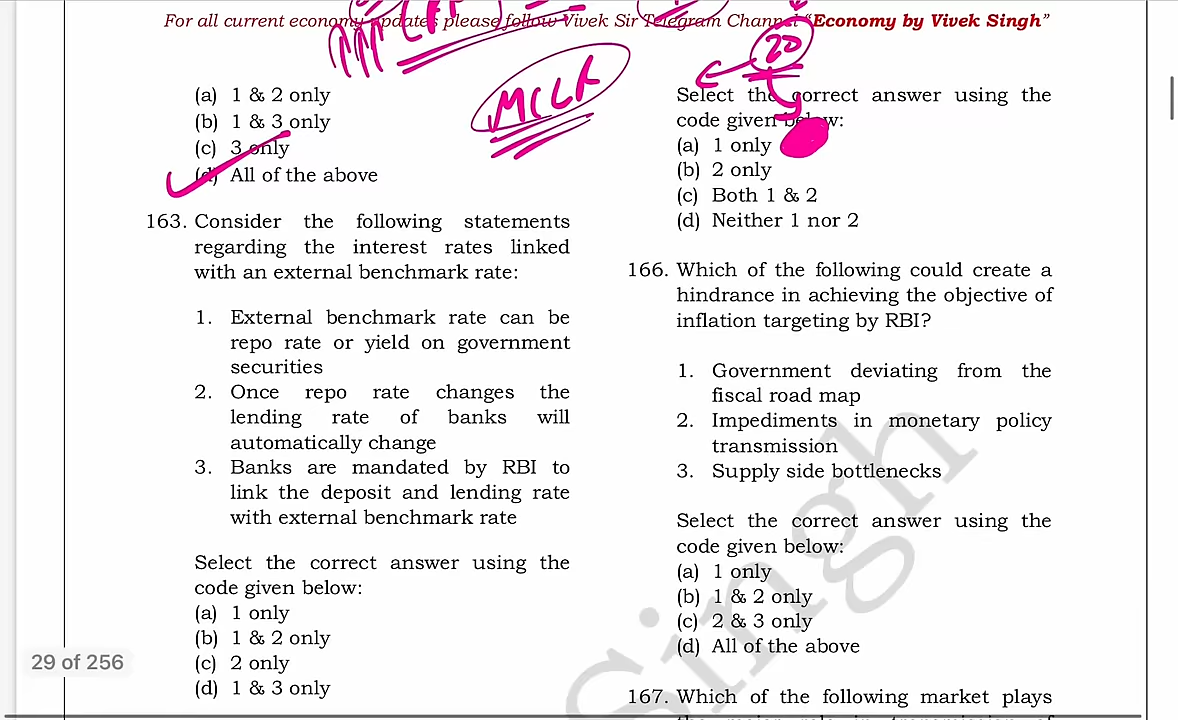 For all current economy updates please follow Vivek Sir Telegram Channel "Economy by Vivek Singh"
20
MCLR
(a) 1 & 2 only
(b) 1 & 3 only
(c) 3 only
(d) All of the above
163. Consider the following statements
regarding the interest rates linked
with an external benchmark rate:
1. External benchmark rate can be
repo rate or yield on government
securities
2. Once repo rate changes the
lending rate of banks will
automatically change
3. Banks are mandated by RBI to
link the deposit and lending rate
with external benchmark rate
Select the correct answer using the
code given below:
(a) 1 only
(b) 1 & 2 only
(c) 2 only
(d) 1 & 3 only
Select the correct answer using the
code given below:
(a) 1 only
(b) 2 only
(c) Both 1 & 2
(d) Neither 1 nor 2
166. Which of the following could create a
hindrance in achieving the objective of
inflation targeting by RBI?
1. Government deviating from the
fiscal road map
2. Impediments in monetary policy
transmission
3. Supply side bottlenecks
Select the correct answer using the
code given below:
(a) 1 only
(b) 1 & 2 only
(c) 2 & 3 only
(d) All of the above
167. Which of the following market plays
Singh
29 of 256